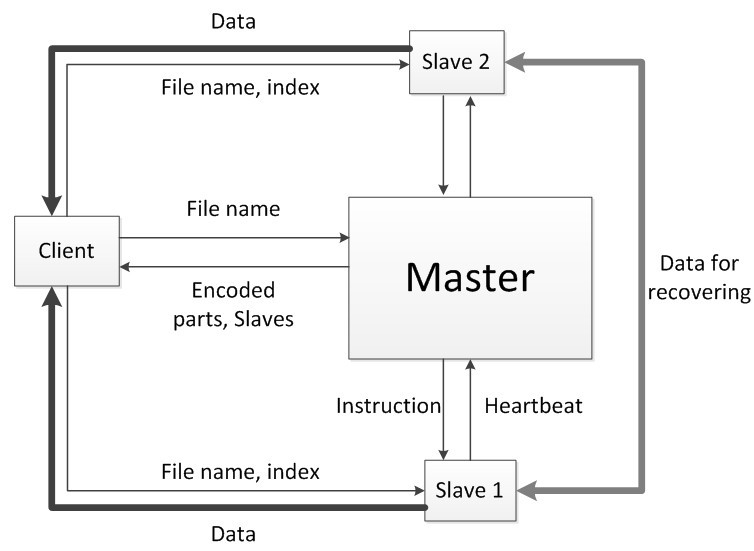 Data
Slave 2
File name, index
File name
Client
Master
Data for
recovering
Encoded
parts, Slaves
Instruction
Heartbeat
File name, index
Slave 1
Data